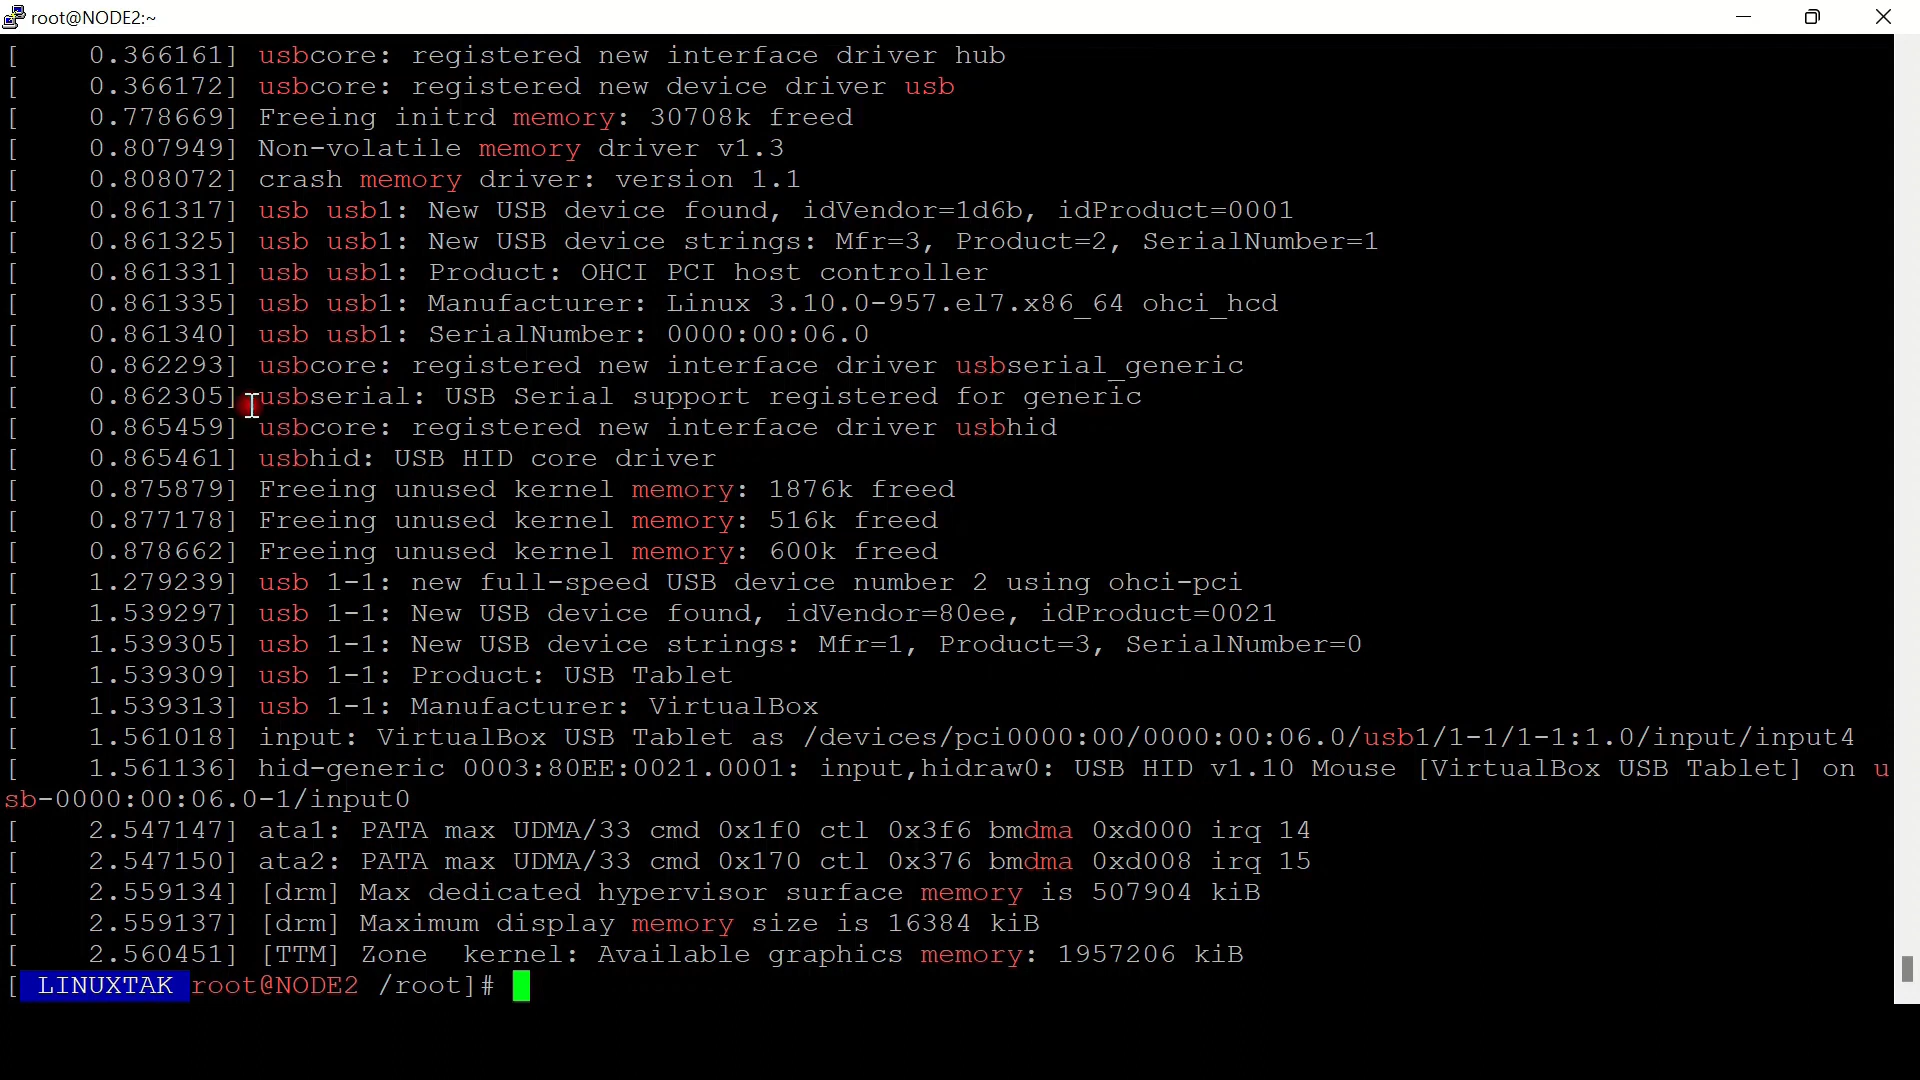 root@NODE2:~
[    0.366161] usbcore: registered new interface driver hub
[    0.366172] usbcore: registered new device driver usb
[    0.778669] Freeing initrd memory: 30708k freed
[    0.807949] Non-volatile memory driver v1.3
[    0.808072] crash memory driver: version 1.1
[    0.861317] usb usb1: New USB device found, idVendor=1d6b, idProduct=0001
[    0.861325] usb usb1: New USB device strings: Mfr=3, Product=2, SerialNumber=1
[    0.861331] usb usb1: Product: OHCI PCI host controller
[    0.861335] usb usb1: Manufacturer: Linux 3.10.0-957.el7.x86_64 ohci_hcd
[    0.861340] usb usb1: SerialNumber: 0000:00:06.0
[    0.862293] usbcore: registered new interface driver usbserial_generic
[    0.862305] usbserial: USB Serial support registered for generic
[    0.865459] usbcore: registered new interface driver usbhid
[    0.865461] usbhid: USB HID core driver
[    0.875879] Freeing unused kernel memory: 1876k freed
[    0.877178] Freeing unused kernel memory: 516k freed
[    0.878662] Freeing unused kernel memory: 600k freed
[    1.279239] usb 1-1: new full-speed USB device number 2 using ohci-pci
[    1.539297] usb 1-1: New USB device found, idVendor=80ee, idProduct=0021
[    1.539305] usb 1-1: New USB device strings: Mfr=1, Product=3, SerialNumber=0
[    1.539309] usb 1-1: Product: USB Tablet
[    1.539313] usb 1-1: Manufacturer: VirtualBox
[    1.561018] input: VirtualBox USB Tablet as /devices/pci0000:00/0000:00:06.0/usb1/1-1/1-1:1.0/input/input4
[    1.561136] hid-generic 0003:80EE:0021.0001: input,hidraw0: USB HID v1.10 Mouse [VirtualBox USB Tablet] on u
sb-0000:00:06.0-1/input0
[    2.547147] ata1: PATA max UDMA/33 cmd 0x1f0 ctl 0x3f6 bmdma 0xd000 irq 14
[    2.547150] ata2: PATA max UDMA/33 cmd 0x170 ctl 0x376 bmdma 0xd008 irq 15
[    2.559134] [drm] Max dedicated hypervisor surface memory is 507904 kiB
[    2.559137] [drm] Maximum display memory size is 16384 kiB
[    2.560451] [TTM] Zone  kernel: Available graphics memory: 1957206 kiB
[ LINUXTAK root@NODE2 /root]#